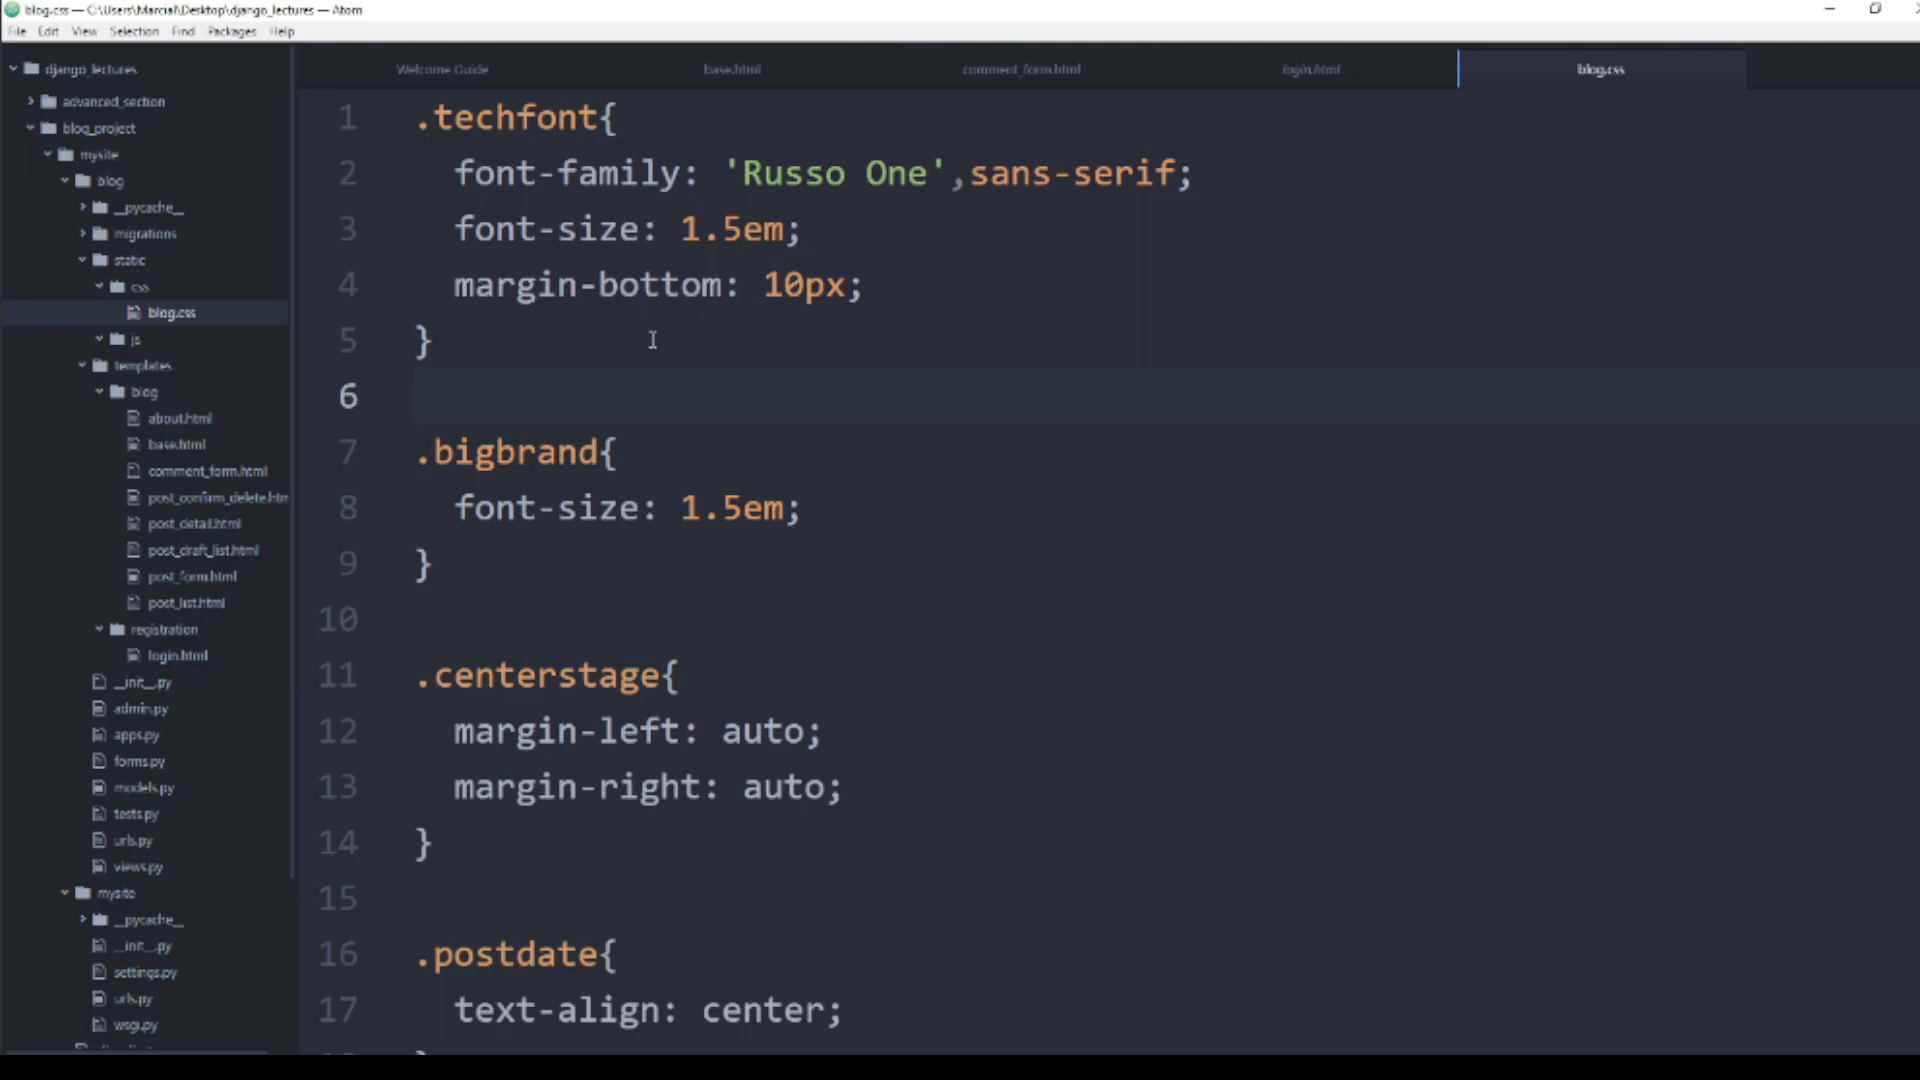 blog.css — C:\Users\Marcial\Desktop\django_lectures — Atom
File Edit View Selection Find Packages Help
django_lectures
advanced_section
blog_project
mysite
blog
__pycache__
migrations
static
css
blog.css
js
templates
blog
about.html
base.html
comment_form.html
post_confirm_delete.htm
post_detail.html
post_draft_list.html
post_form.html
post_list.html
registration
login.html
__init__.py
admin.py
apps.py
forms.py
models.py
tests.py
urls.py
views.py
mysite
__pycache__
__init__.py
settings.py
urls.py
wsgi.py
Welcome Guide base.html comment_form.html login.html blog.css
1 .techfont{
2 font-family: 'Russo One',sans-serif;
3 font-size: 1.5em;
4 margin-bottom: 10px;
5 }
6
7 .bigbrand{
8 font-size: 1.5em;
9 }
10
11 .centerstage{
12 margin-left: auto;
13 margin-right: auto;
14 }
15
16 .postdate{
17 text-align: center;